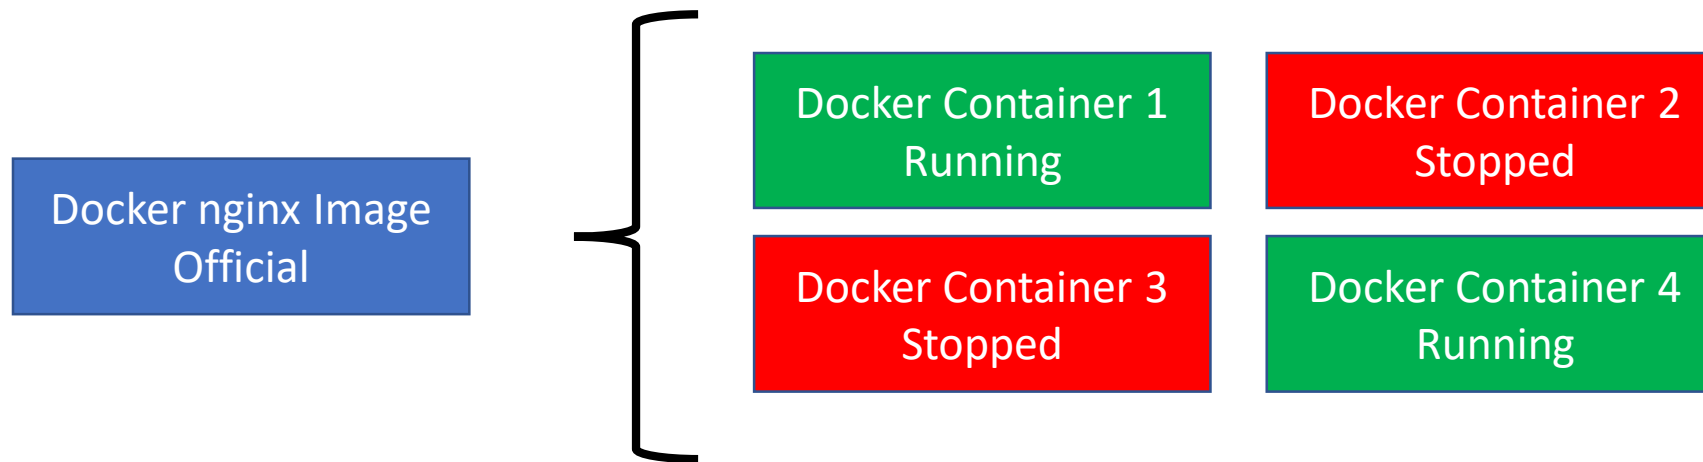 Docker nginx Image
Official
Docker Container 1
Running
Docker Container 2
Stopped
Docker Container 3
Stopped
Docker Container 4
Running